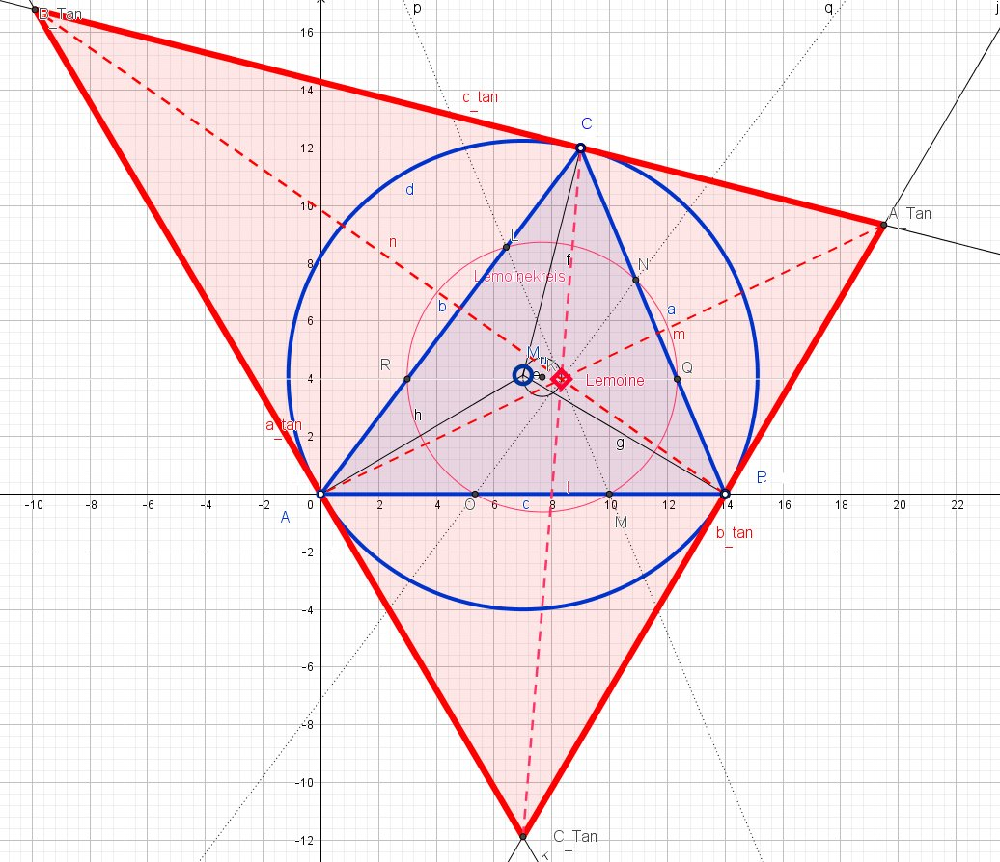 p
q
j
B_Tan
16
c_tan
14
C
12
d
10
A_Tan
n
L
f
N
8
Lemoinekreis
b
a
6
m
M
u
K
R
e
Q
4
Lemoine
h
a_tan
2
g
B
l
-10
-8
-6
-4
-2
0
2
4
O
6
c
8
10
12
14
16
18
20
22
A
M
b_tan
-2
-4
-6
-8
-10
-12
C_Tan
k